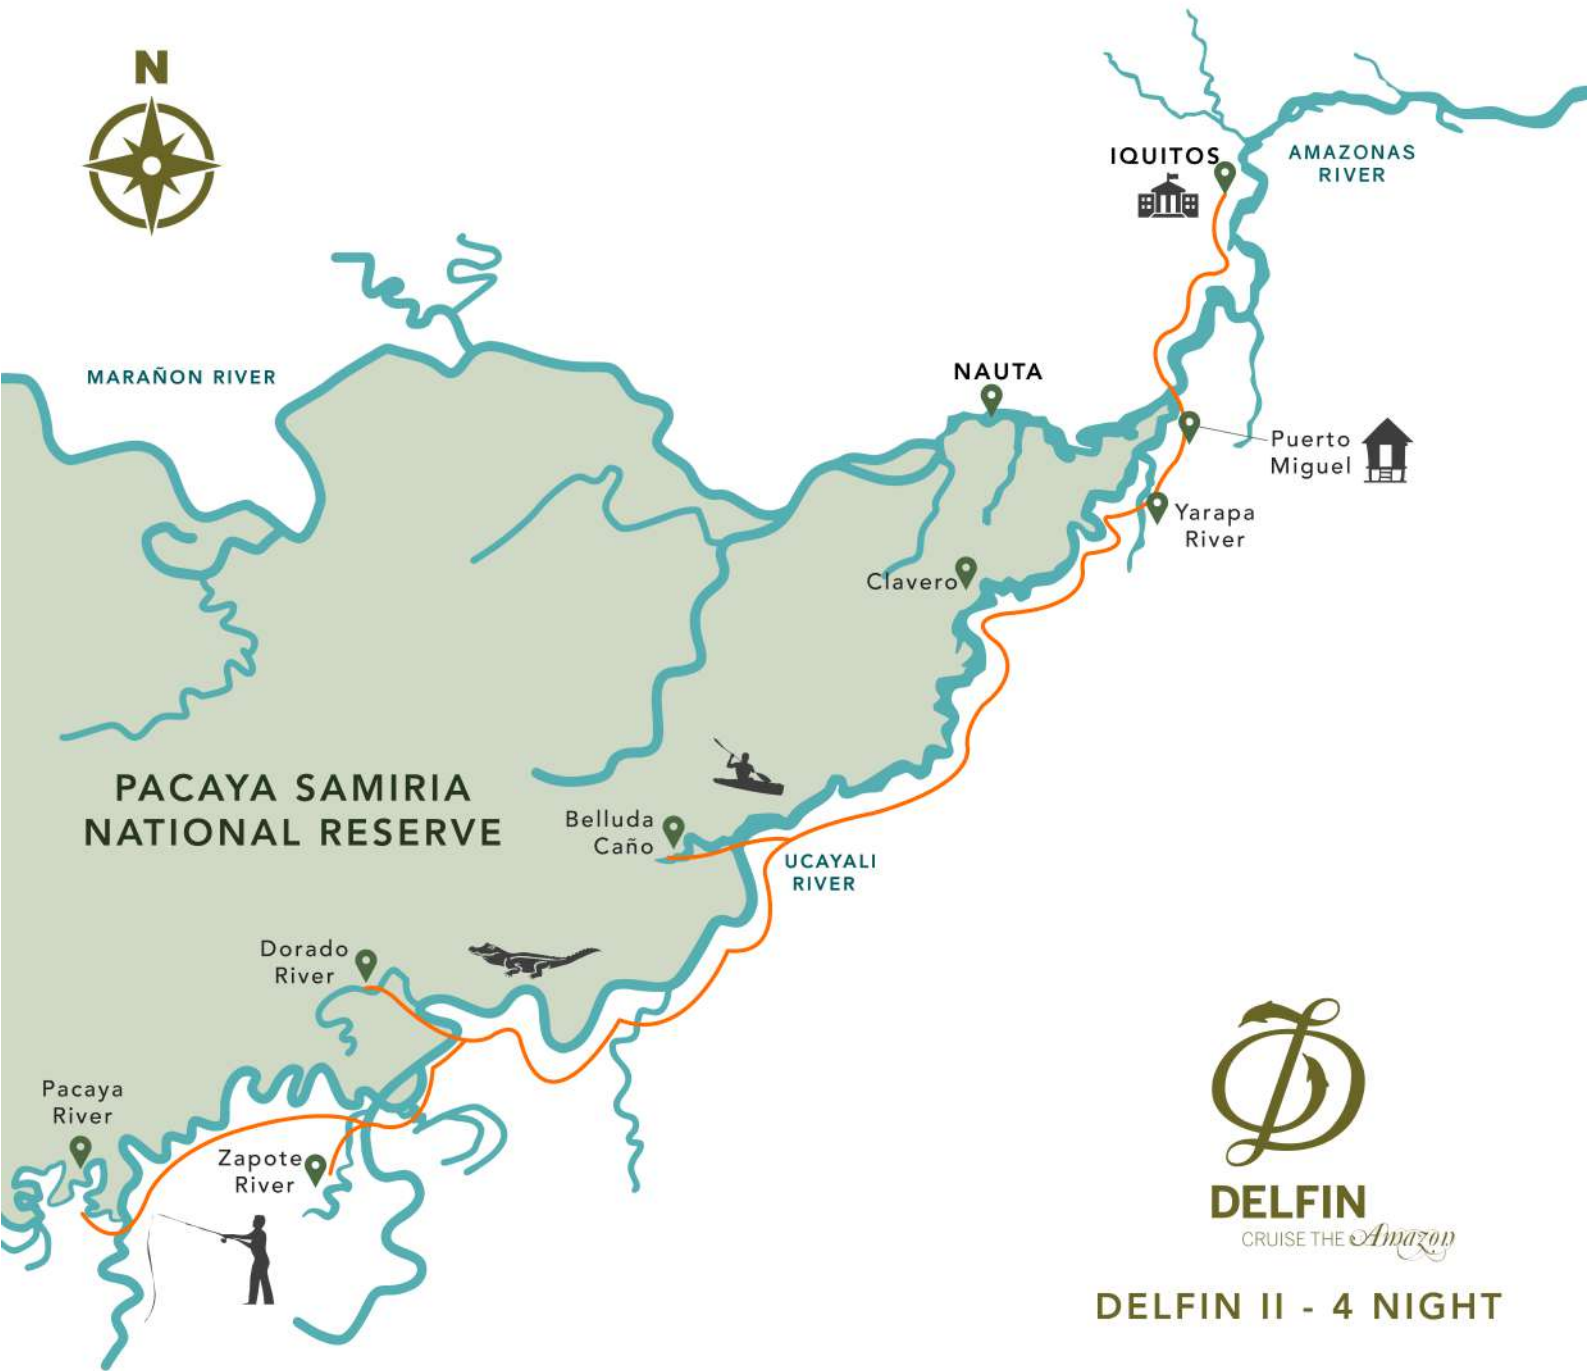 N
IQUITOS
AMAZONAS
RIVER
MARAÑON RIVER
NAUTA
Puerto
Miguel
Yarapa
River
Clavero
PACAYA SAMIRIA
NATIONAL RESERVE
Belluda
Caño
UCAYALI
RIVER
Dorado
River
Pacaya
River
Zapote
River
DELFIN
CRUISE THE Amazon
DELFIN II - 4 NIGHT